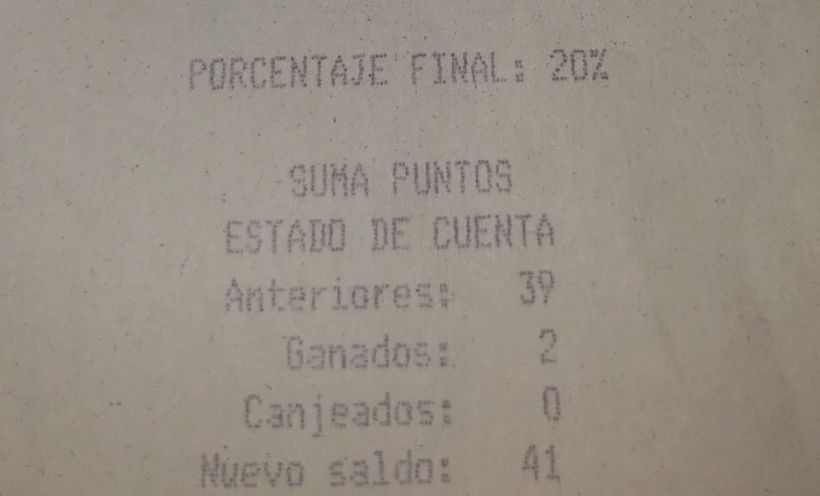 PORCENTAJE FINAL: 20%
SUMA PUNTOS
ESTADO DE CUENTA
Anteriores: 39
Ganados: 2
Canjeados: 0
Nuevo saldo: 41